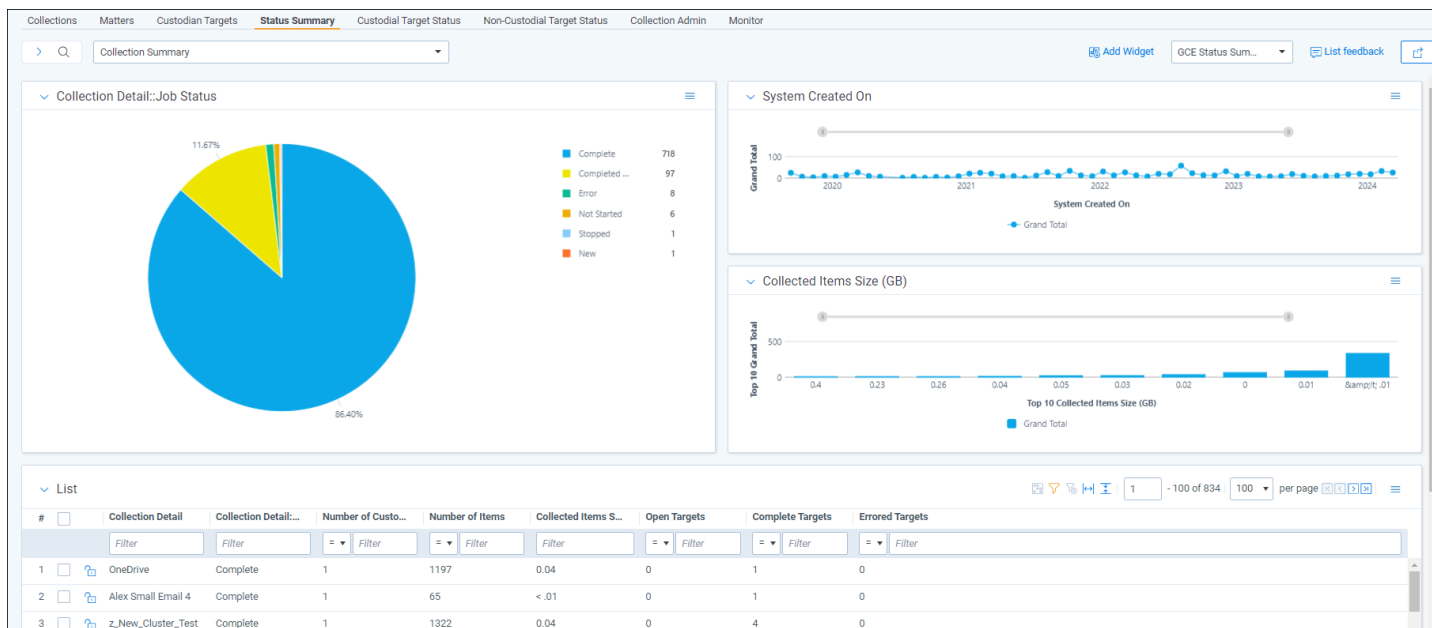 Collections Matters Custodian Targets Status Summary Custodial Target Status Non-Custodial Target Status Collection Admin Monitor
Collection Summary Add Widget GCE Status Sum... List feedback
Collection Detail::Job Status
11.67%
86.40%
Complete 718
Completed ... 97
Error 8
Not Started 6
Stopped 1
New 1
System Created On
Grand Total
100
0
2020 2021 2022 2023 2024
System Created On
Grand Total
Collected Items Size (GB)
Top 10 Grand Total
500
0
0.4 0.23 0.26 0.04 0.05 0.03 0.02 0 0.01 &amp;lt; .01
Top 10 Collected Items Size (GB)
Grand Total
List 1 - 100 of 834 100 per page
# Collection Detail Collection Detail:... Number of Custo... Number of Items Collected Items S... Open Targets Complete Targets Errored Targets
Filter Filter = Filter = Filter Filter = Filter = Filter = Filter
1 OneDrive Complete 1 1197 0.04 0 1 0
2 Alex Small Email 4 Complete 1 65 < .01 0 1 0
3 z_New_Cluster_Test Complete 1 1322 0.04 0 4 0